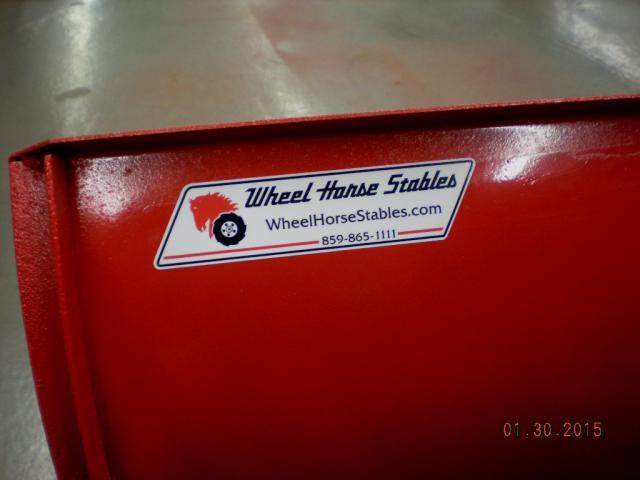 Wheel Horse Stables
WheelHorseStables.com
859-865-1111
01.30.2015